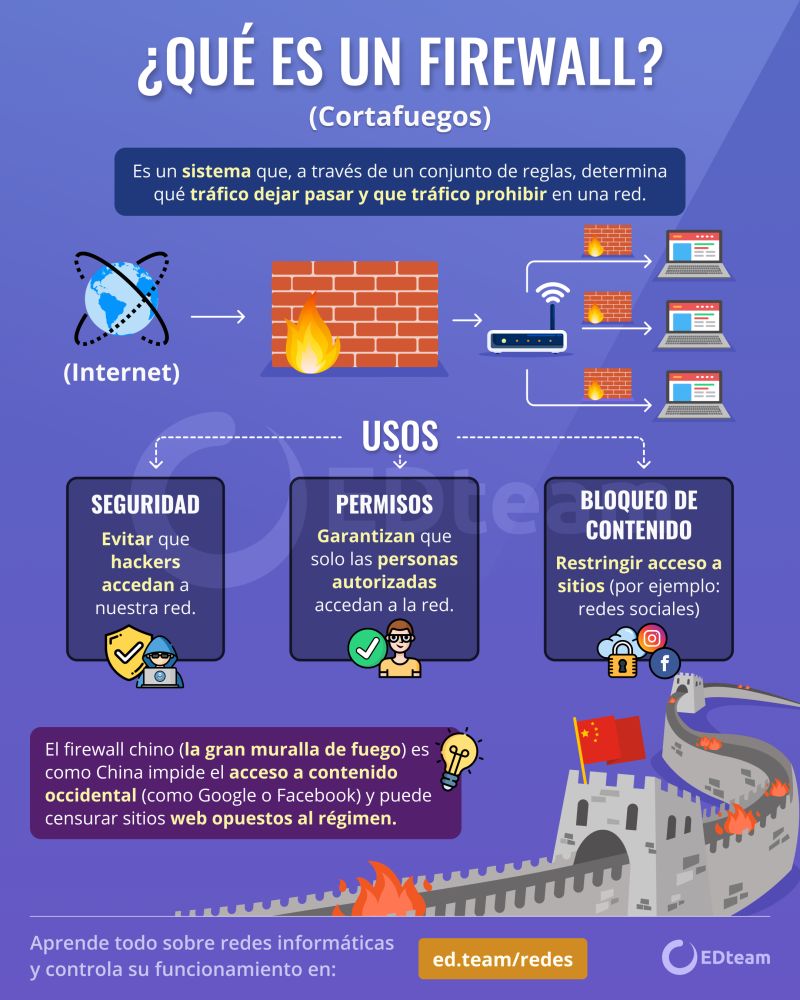 ¿QUÉ ES UN FIREWALL?
(Cortafuegos)
Es un sistema que, a través de un conjunto de reglas, determina
qué tráfico dejar pasar y que tráfico prohibir en una red.
(Internet)
USOS
SEGURIDAD
Evitar que
hackers
accedan a
nuestra red.
PERMISOS
Garantizan que
solo las personas
autorizadas
accedan a la red.
BLOQUEO DE
CONTENIDO
Restringir acceso a
sitios (por ejemplo:
redes sociales)
EDteam
El firewall chino (la gran muralla de fuego) es
como China impide el acceso a contenido
occidental (como Google o Facebook) y puede
censurar sitios web opuestos al régimen.
Aprende todo sobre redes informáticas
y controla su funcionamiento en:
ed.team/redes
EDteam